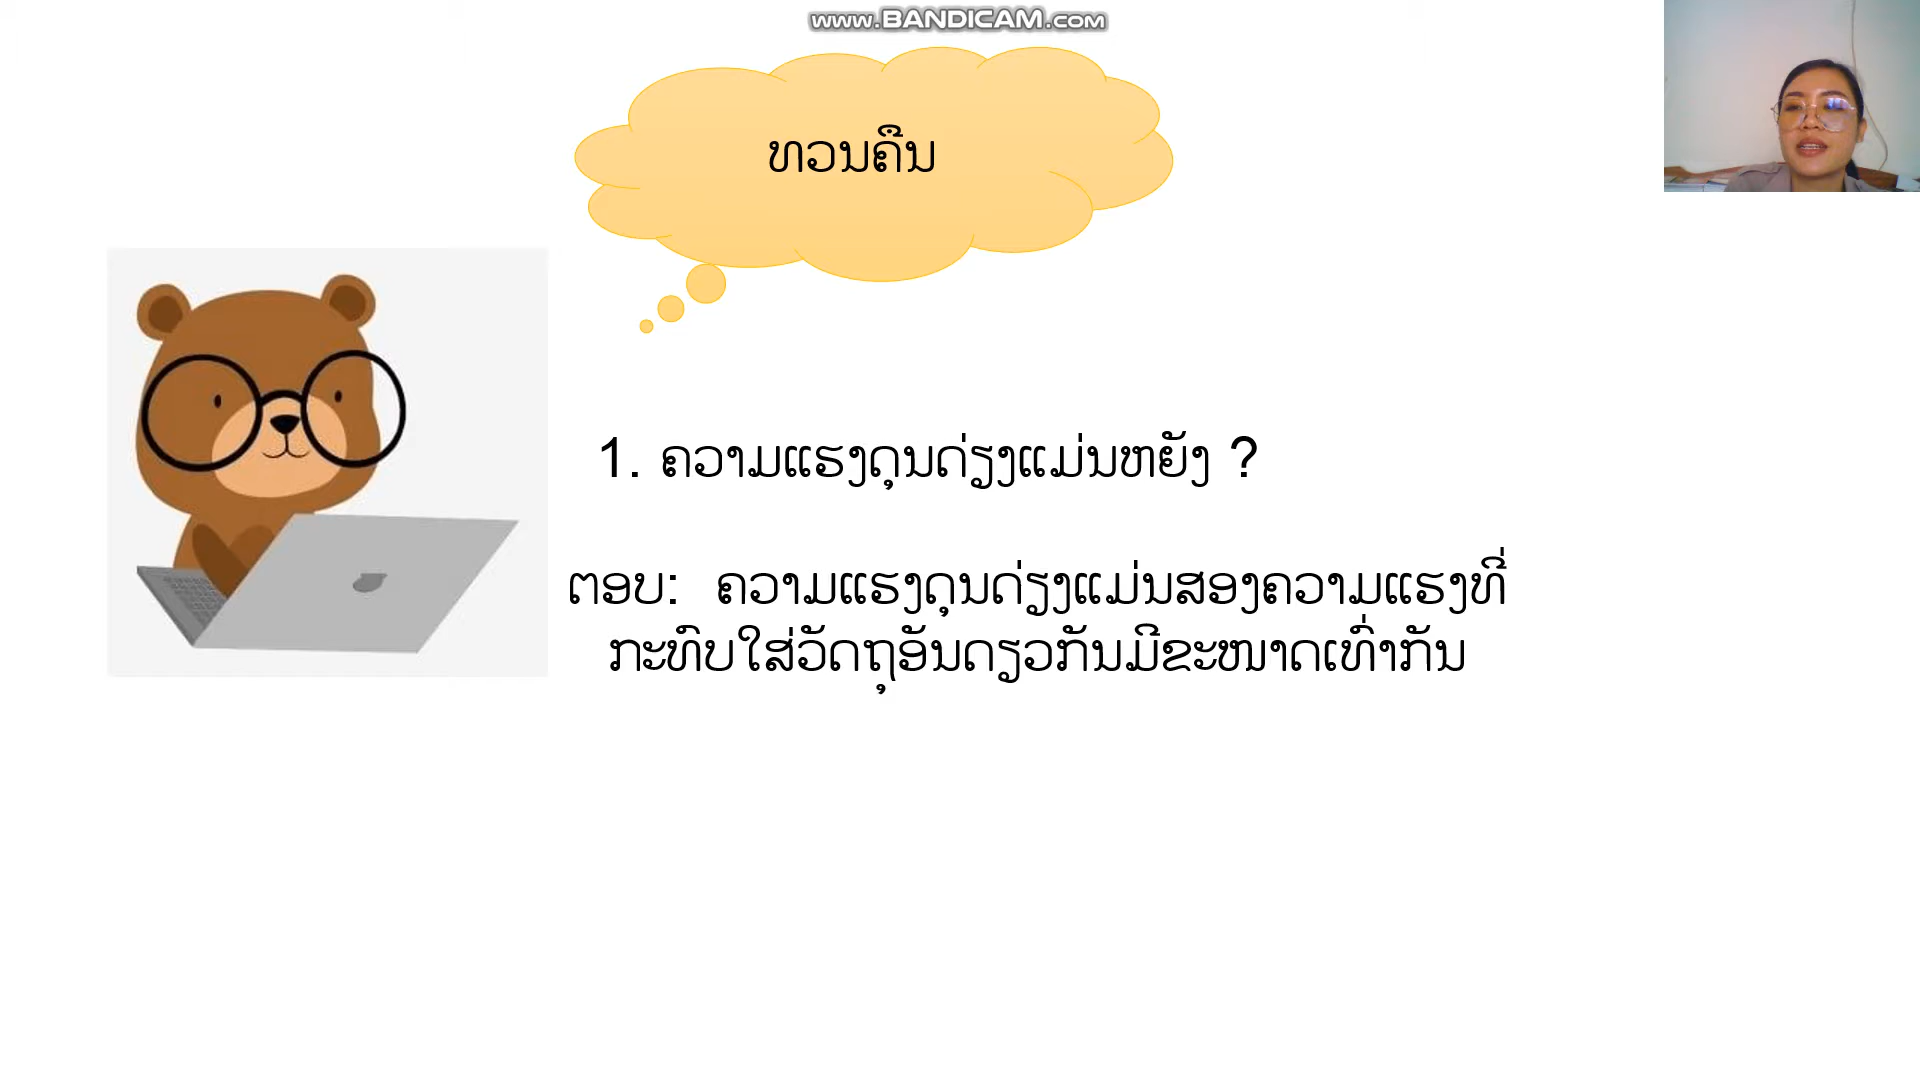 www.BANDICAM.com
ທວນຄືນ
1. ຄວາມແຮງດຸນດ່ຽງແມ່ນຫຍັງ ?
ຕອບ: ຄວາມແຮງດຸນດ່ຽງແມ່ນສອງຄວາມແຮງທີ່
ກະທົບໃສ່ວັດຖຸອັນດຽວກັນມີຂະໜາດເທົ່າກັນ